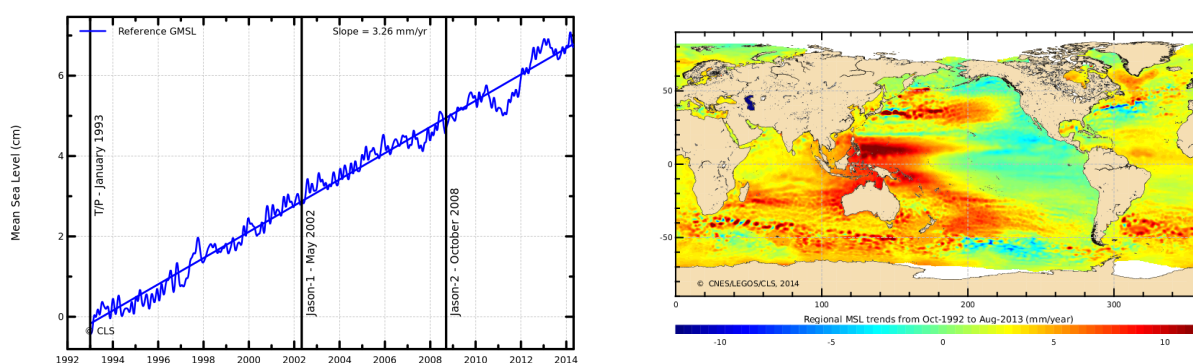 Reference GMSL
Slope = 3.26 mm/yr
Mean Sea Level (cm)
6
4
2
0
T/P - January 1993
Jason-1 - May 2002
Jason-2 - October 2008
© CLS
1992 1994 1996 1998 2000 2002 2004 2006 2008 2010 2012 2014
50
0
-50
© CNES/LEGOS/CLS, 2014
0 100 200 300
Regional MSL trends from Oct-1992 to Aug-2013 (mm/year)
-10 -5 0 5 10